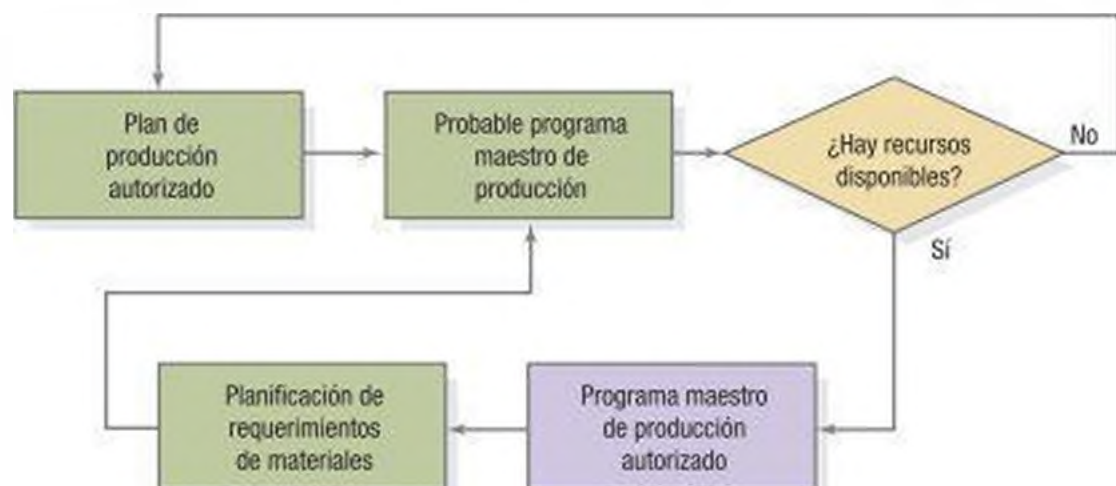 Plan de
producción
autorizado
Probable programa
maestro de
producción
¿Hay recursos
disponibles?
No
Sí
Planificación de
requerimientos
de materiales
Programa maestro
de producción
autorizado